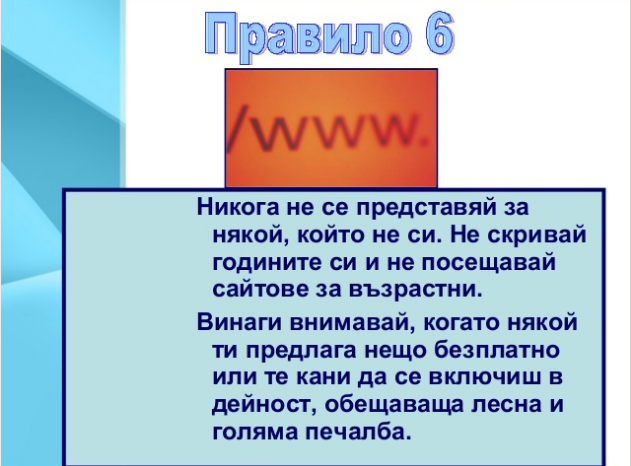 Правило 6
/www.
Никога не се представяй за
някой, който не си. Не скривай
годините си и не посещавай
сайтове за възрастни.
Винаги внимавай, когато някой
ти предлага нещо безплатно
или те кани да се включиш в
дейност, обещаваща лесна и
голяма печалба.